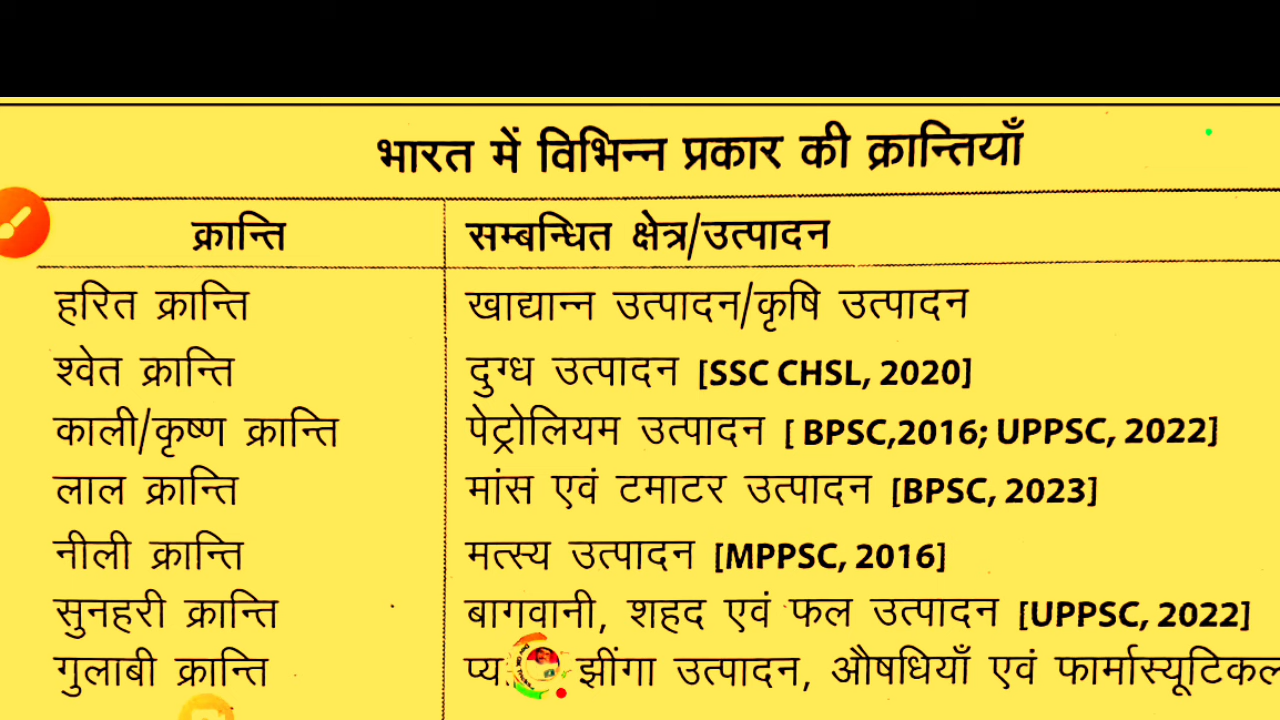 भारत में विभिन्न प्रकार की क्रान्तियाँ
क्रान्ति सम्बन्धित क्षेत्र/उत्पादन
हरित क्रान्ति खाद्यान्न उत्पादन/कृषि उत्पादन
श्वेत क्रान्ति दुग्ध उत्पादन [SSC CHSL, 2020]
काली/कृष्ण क्रान्ति पेट्रोलियम उत्पादन [ BPSC,2016; UPPSC, 2022]
लाल क्रान्ति मांस एवं टमाटर उत्पादन [BPSC, 2023]
नीली क्रान्ति मत्स्य उत्पादन [MPPSC, 2016]
सुनहरी क्रान्ति बागवानी, शहद एवं फल उत्पादन [UPPSC, 2022]
गुलाबी क्रान्ति झींगा उत्पादन, औषधियाँ एवं फार्मास्यूटिकल